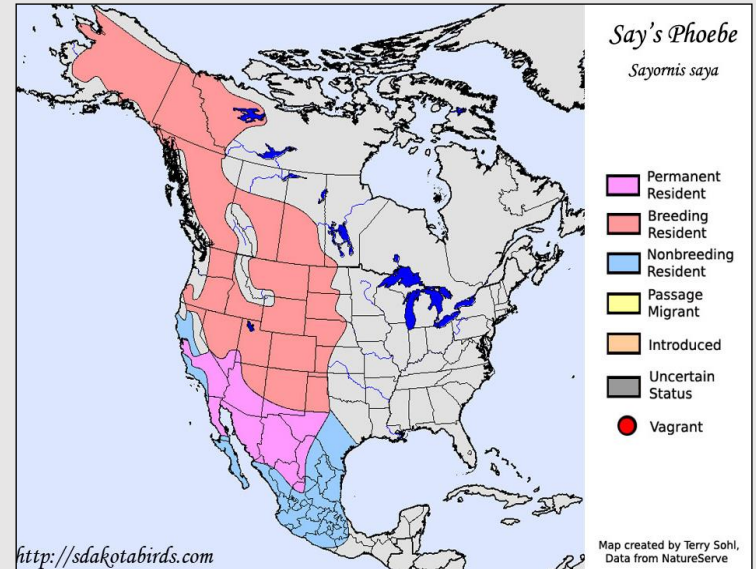 Say's Phoebe
Sayornis saya
Permanent
Resident
Breeding
Resident
Nonbreeding
Resident
Passage
Migrant
Introduced
Uncertain
Status
Vagrant
http://sdakotabirds.com
Map created by Terry Sohl,
Data from NatureServe